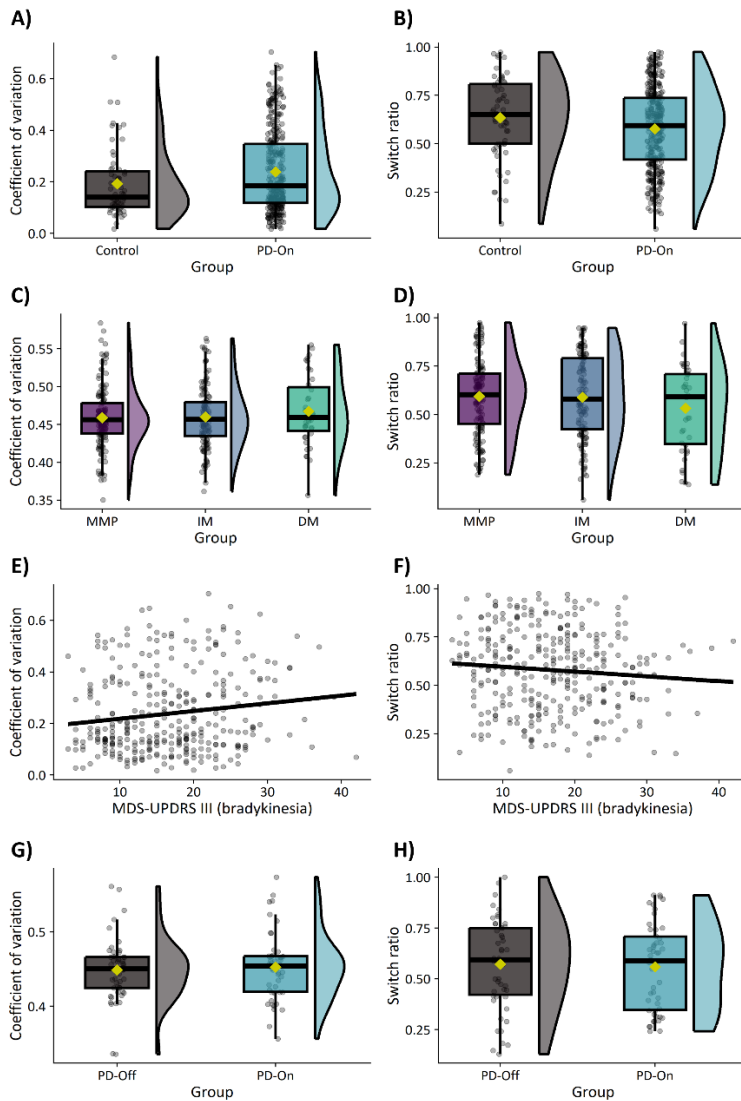 A)
Coefficient of variation
0.6
0.4
0.2
0.0
Control
PD-On
Group
B)
Switch ratio
1.00
0.75
0.50
0.25
Control
PD-On
Group
C)
Coefficient of variation
0.55
0.50
0.45
0.40
0.35
MMP
IM
DM
Group
D)
Switch ratio
1.00
0.75
0.50
0.25
MMP
IM
DM
Group
E)
Coefficient of variation
0.6
0.4
0.2
0.0
10
20
30
40
MDS-UPDRS III (bradykinesia)
F)
Switch ratio
1.00
0.75
0.50
0.25
10
20
30
40
MDS-UPDRS III (bradykinesia)
G)
Coefficient of variation
0.5
0.4
PD-Off
PD-On
Group
H)
Switch ratio
1.00
0.75
0.50
0.25
PD-Off
PD-On
Group